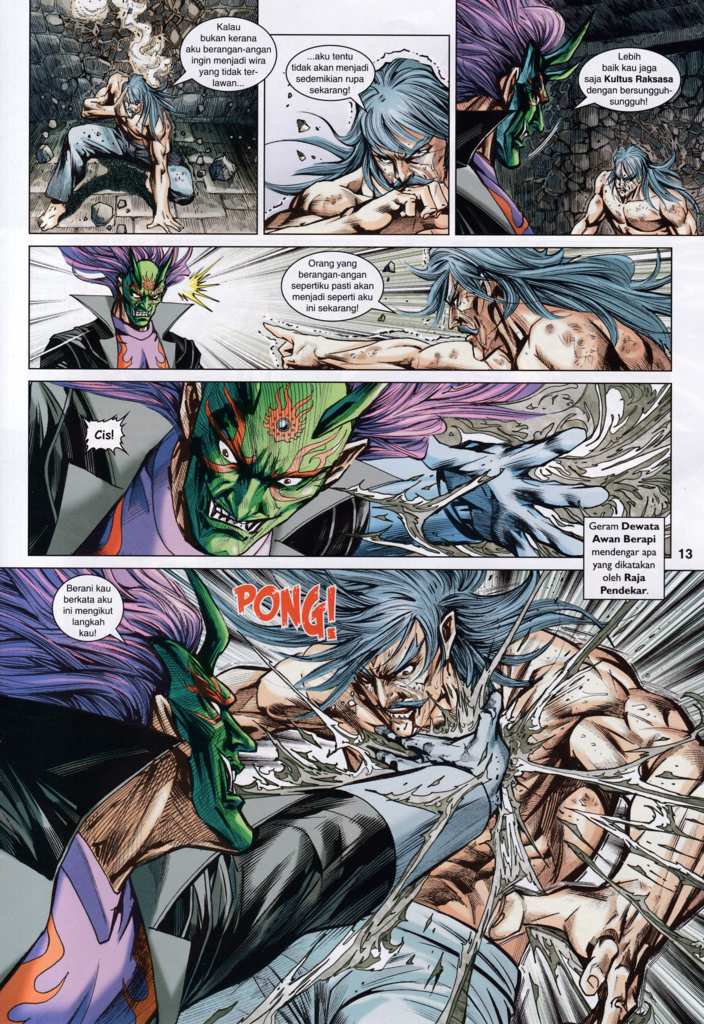 Kalau
bukan kerana
aku berangan-angan
ingin menjadi wira
yang tidak ter-
lawan...
...aku tentu
tidak akan menjadi
sedemikian rupa
sekarang!
Lebih
baik kau jaga
saja Kultus Raksasa
dengan bersungguh-
sungguh!
Orang yang
berangan-angan
sepertiku pasti akan
menjadi seperti aku
ini sekarang!
Cis!
Geram Dewata
Awan Berapi
mendengar apa
yang dikatakan
oleh Raja
Pendekar.
13
Berani kau
berkata aku
ini mengikut
langkah
kau!
PONG!